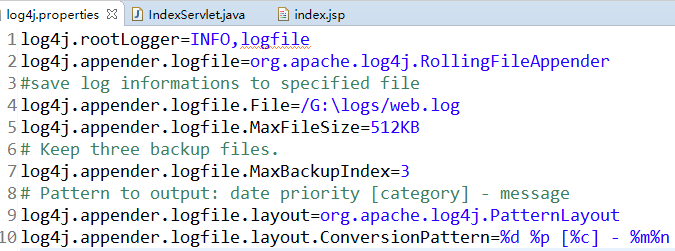 log4j.properties IndexServlet.java index.jsp
1 log4j.rootLogger=INFO,logfile
2 log4j.appender.logfile=org.apache.log4j.RollingFileAppender
3 #save log informations to specified file
4 log4j.appender.logfile.File=/G:\logs/web.log
5 log4j.appender.logfile.MaxFileSize=512KB
6 # Keep three backup files.
7 log4j.appender.logfile.MaxBackupIndex=3
8 # Pattern to output: date priority [category] - message
9 log4j.appender.logfile.layout=org.apache.log4j.PatternLayout
10 log4j.appender.logfile.layout.ConversionPattern=%d %p [%c] - %m%n